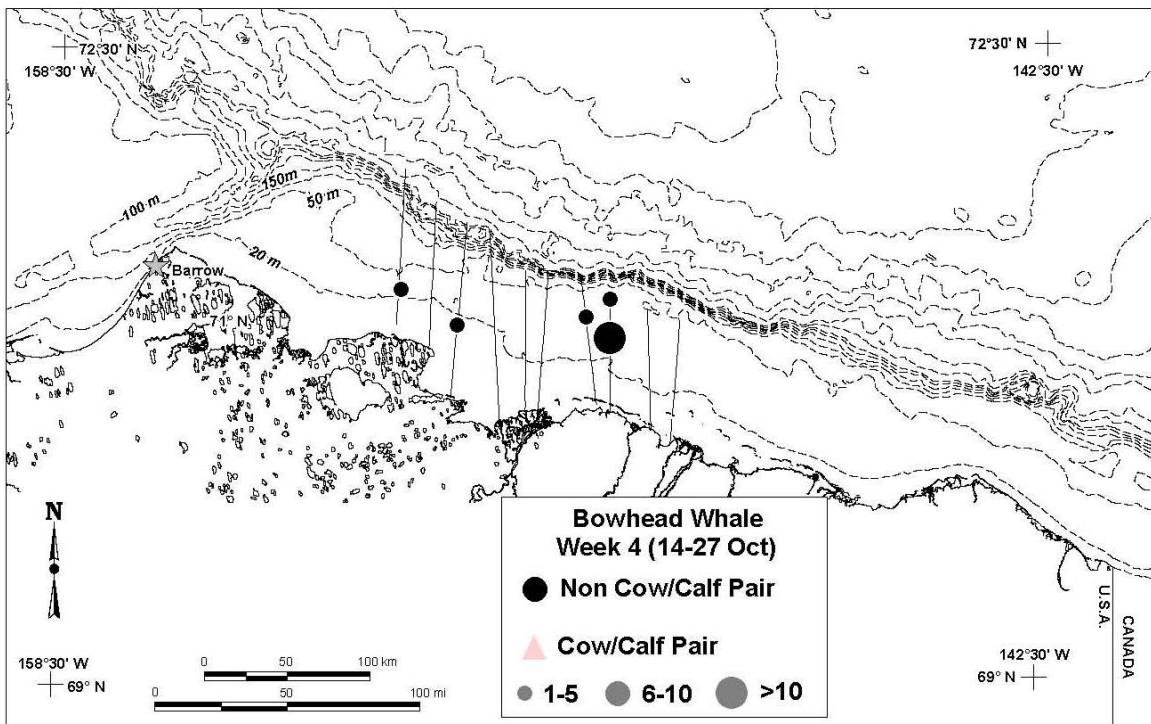 72°30' N
158°30' W
72°30' N
142°30' W
100 m
150m
50 m
20 m
Barrow
71° N
N
Bowhead Whale
Week 4 (14-27 Oct)
Non Cow/Calf Pair
Cow/Calf Pair
1-5 6-10 >10
U.S.A.
CANADA
158°30' W
69° N
142°30' W
69° N
0 50 100 km
0 50 100 mi